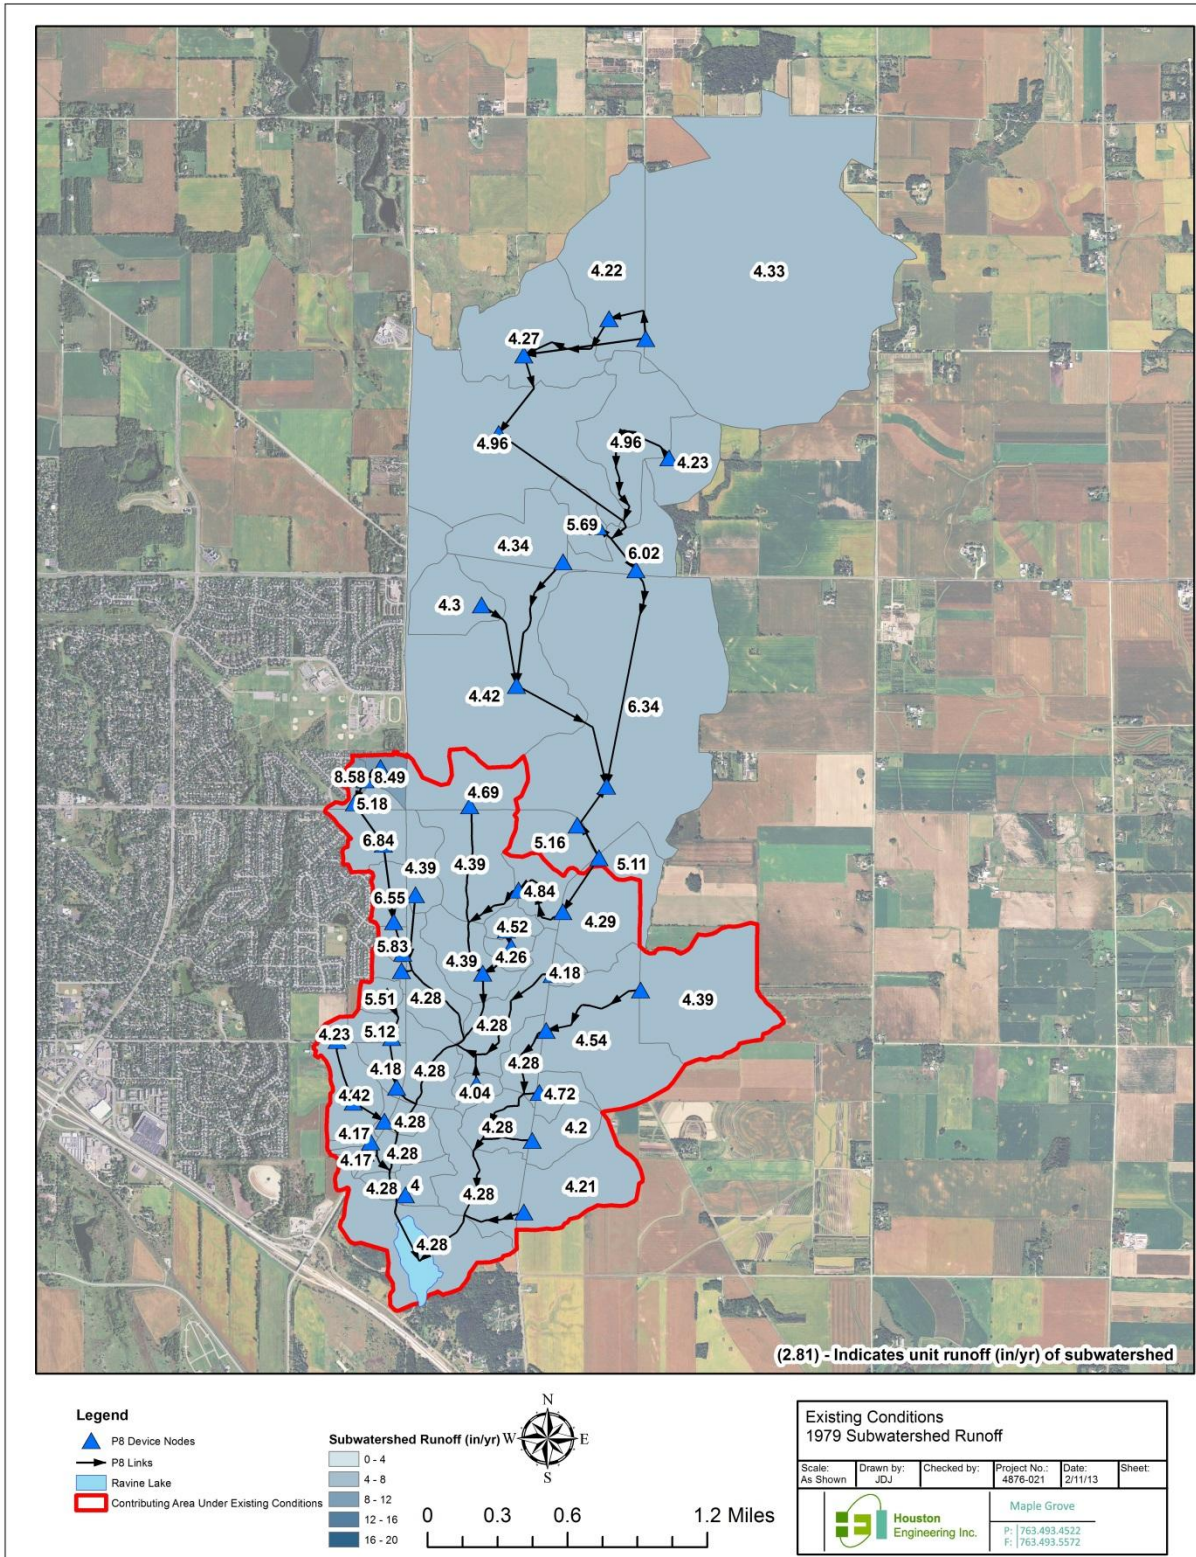 4.22
4.33
4.27
4.96
4.96
4.23
5.69
4.34
6.02
4.3
4.42
6.34
8.58
8.49
4.69
5.18
5.16
6.84
5.11
4.39
4.39
6.55
4.84
4.29
4.52
5.83
4.39
4.26
4.18
5.51
4.28
4.39
4.23
5.12
4.28
4.54
4.18
4.28
4.28
4.04
4.72
4.42
4.28
4.28
4.2
4.17
4.28
4.17
4.28
4
4.28
4.21
4.28
(2.81) - Indicates unit runoff (in/yr) of subwatershed
Legend
P8 Device Nodes
P8 Links
Ravine Lake
Contributing Area Under Existing Conditions
Subwatershed Runoff (in/yr)
0 - 4
4 - 8
8 - 12
12 - 16
16 - 20
N
W
E
S
0 0.3 0.6 1.2 Miles
Existing Conditions
1979 Subwatershed Runoff
Scale:
As Shown
Drawn by:
JDJ
Checked by:
Project No.:
4876-021
Date:
2/11/13
Sheet:
Houston
Engineering Inc.
Maple Grove
P: 763.493.4522
F: 763.493.5572